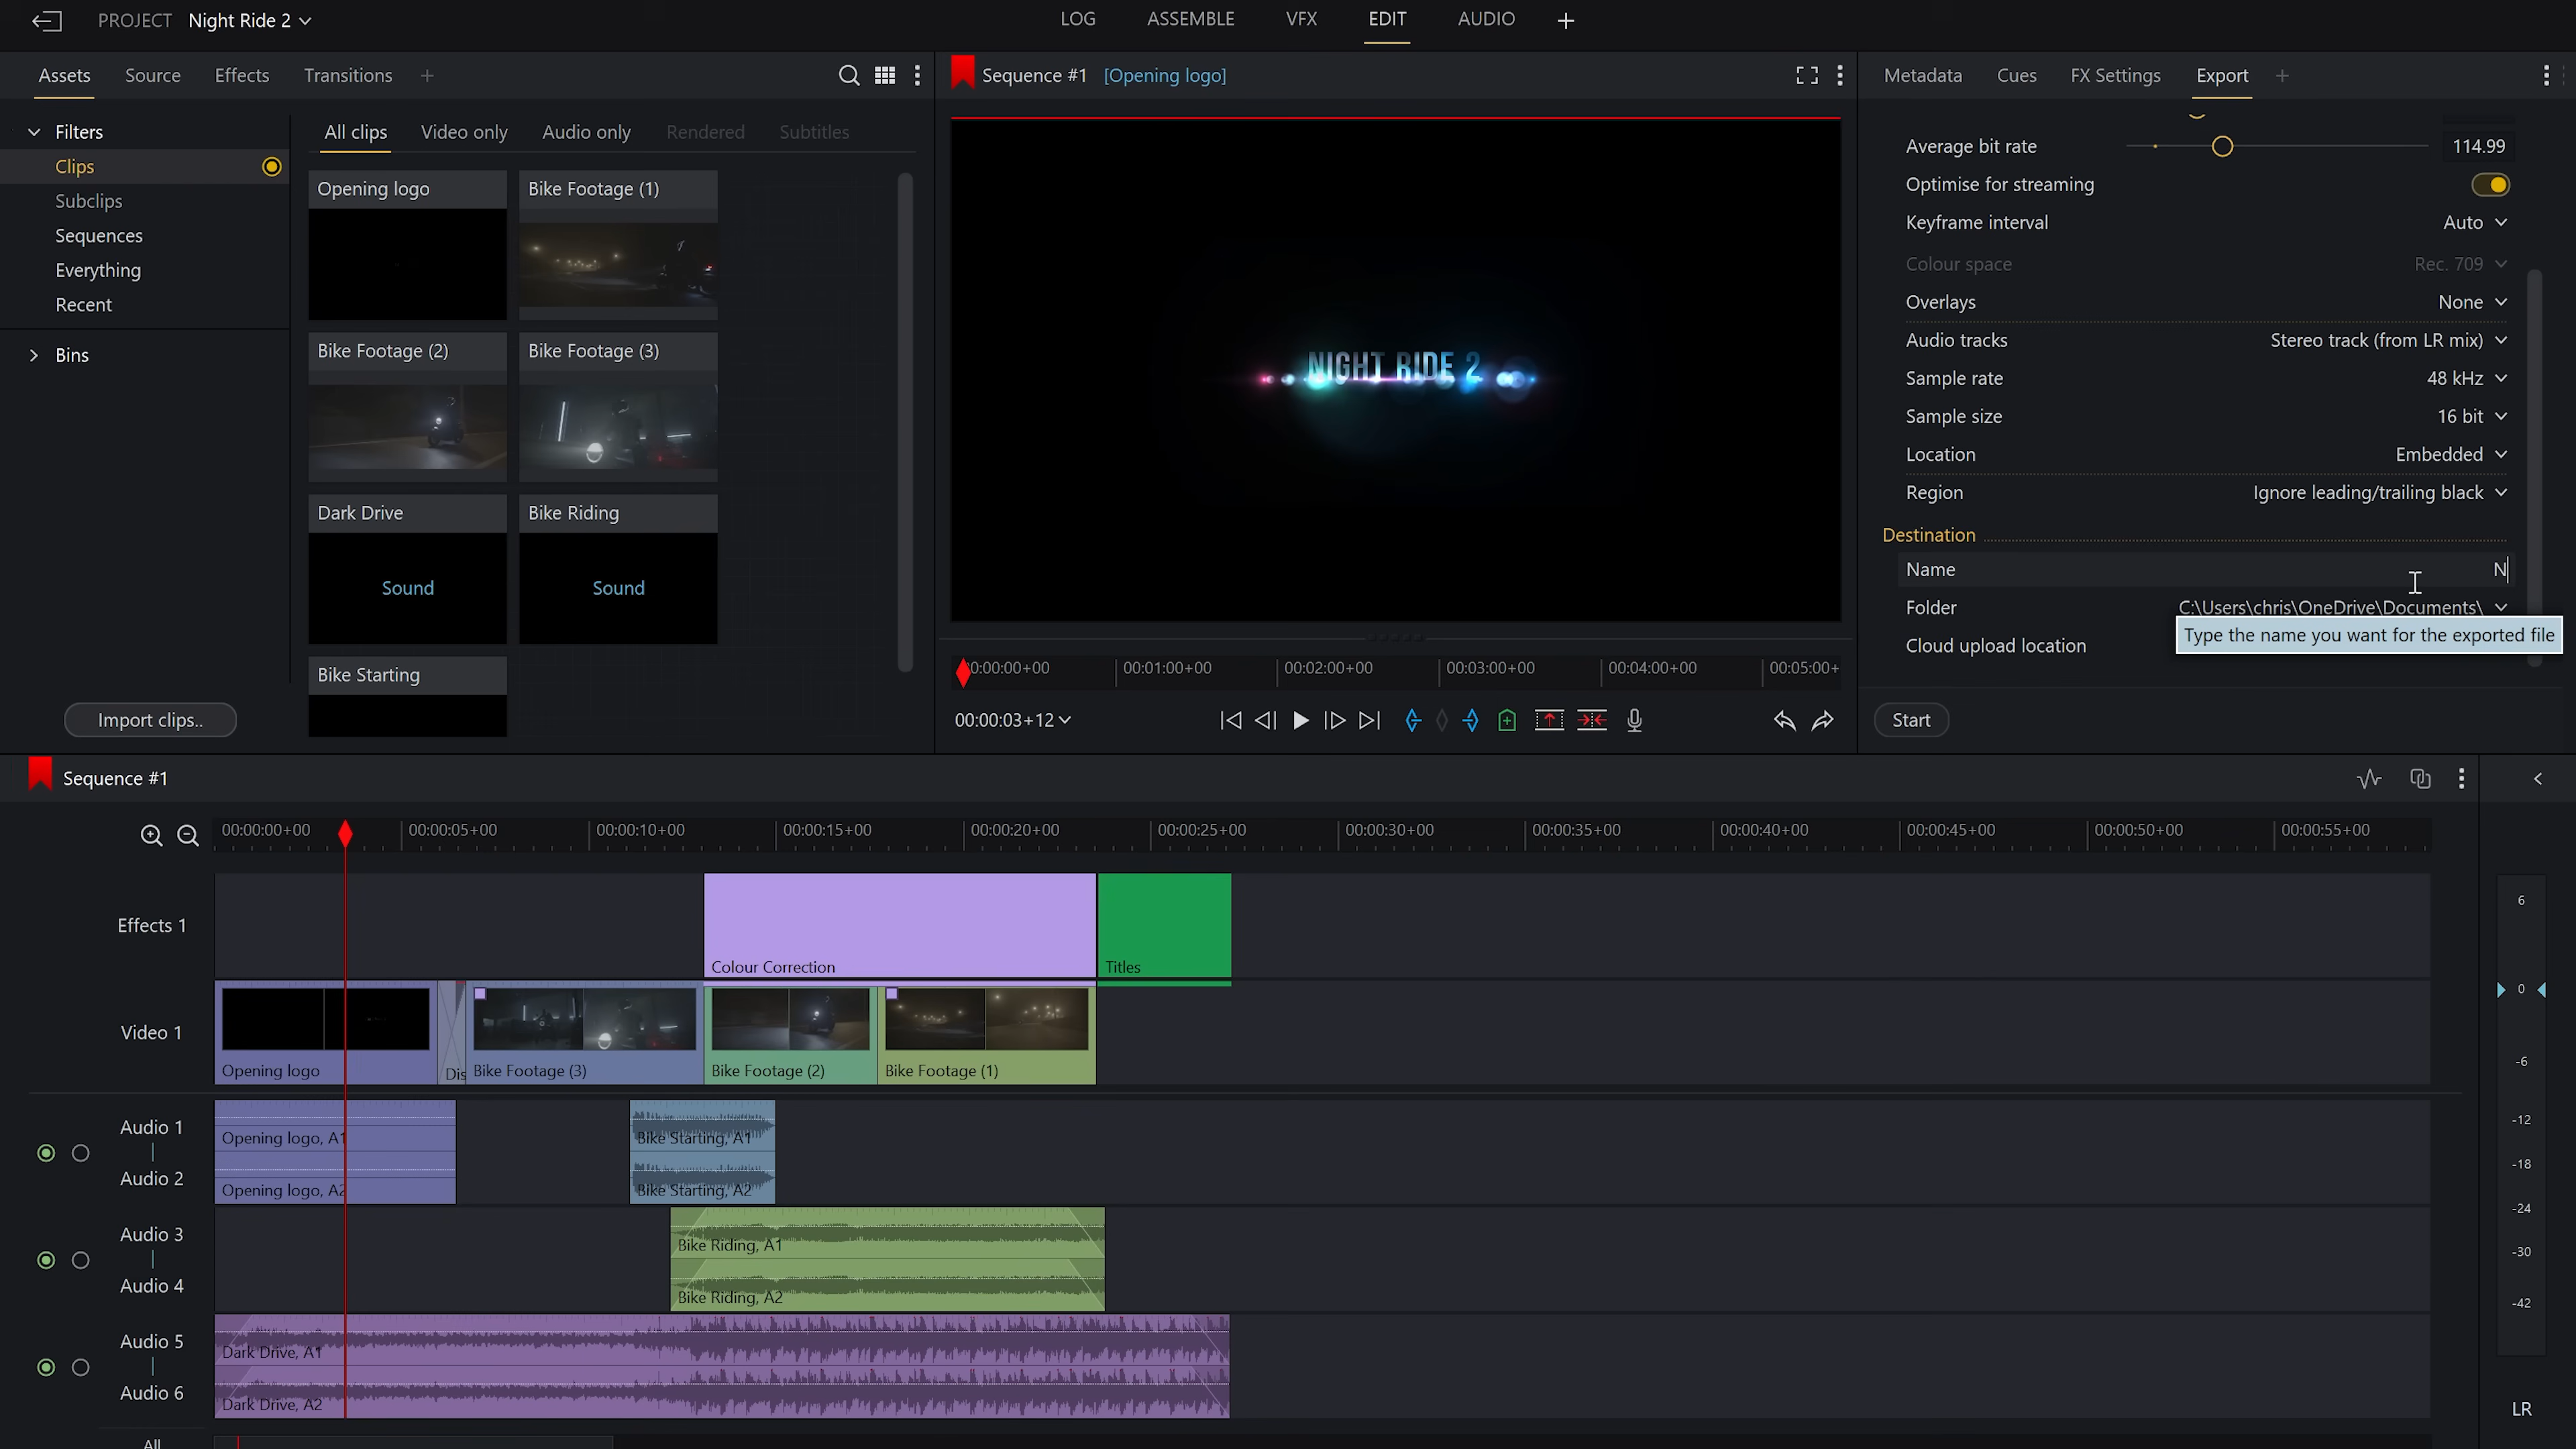 PROJECT Night Ride 2
LOG ASSEMBLE VFX EDIT AUDIO +
Assets Source Effects Transitions +
Filters
Clips
Subclips
Sequences
Everything
Recent
Bins
Import clips..
All clips Video only Audio only Rendered Subtitles
Opening logo Bike Footage (1)
Bike Footage (2) Bike Footage (3)
Dark Drive Bike Riding
Sound Sound
Bike Starting
Sequence #1 [Opening logo]
NIGHT RIDE 2
0:00:00+00 00:01:00+00 00:02:00+00 00:03:00+00 00:04:00+00 00:05:00+
00:00:03+12
Metadata Cues FX Settings Export +
Average bit rate 114.99
Optimise for streaming
Keyframe interval Auto
Colour space Rec. 709
Overlays None
Audio tracks Stereo track (from LR mix)
Sample rate 48 kHz
Sample size 16 bit
Location Embedded
Region Ignore leading/trailing black
Destination
Name N
Folder C:\Users\chris\OneDrive\Documents\
Type the name you want for the exported file
Cloud upload location
Start
Sequence #1
00:00:00+00 00:00:05+00 00:00:10+00 00:00:15+00 00:00:20+00 00:00:25+00 00:00:30+00 00:00:35+00 00:00:40+00 00:00:45+00 00:00:50+00 00:00:55+00
Effects 1
Colour Correction Titles
Video 1
Opening logo Dis Bike Footage (3) Bike Footage (2) Bike Footage (1)
Audio 1
Opening logo, A1 Bike Starting, A1
Audio 2
Opening logo, A2 Bike Starting, A2
Audio 3
Bike Riding, A1
Audio 4
Bike Riding, A2
Audio 5
Dark Drive, A1
Audio 6
Dark Drive, A2
All
6
0
-6
-12
-18
-24
-30
-42
LR